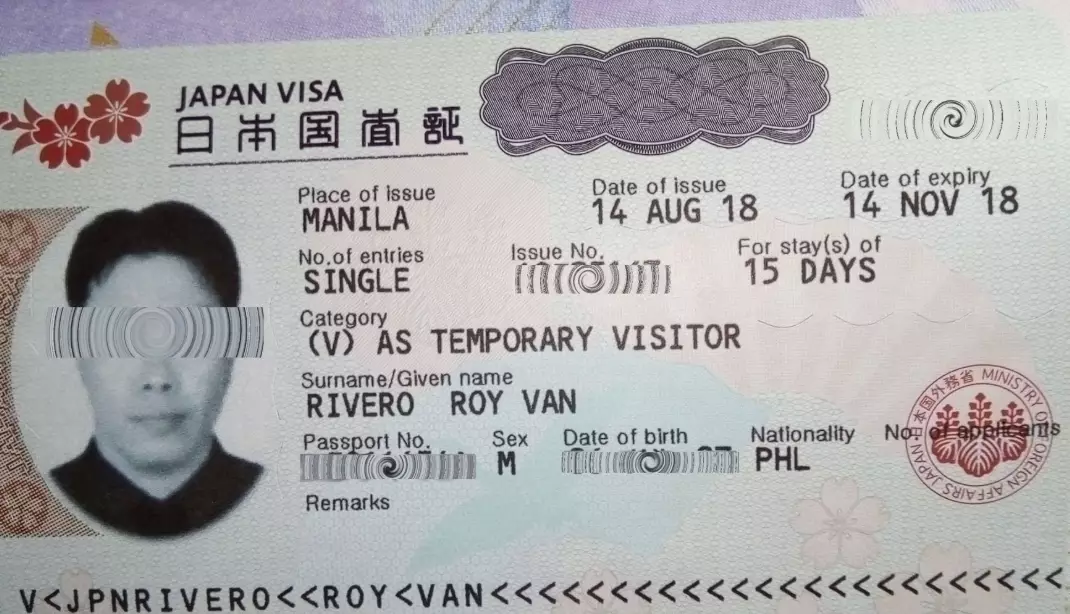 JAPAN VISA
日本国査証
Place of issue Date of issue Date of expiry
MANILA 14 AUG 18 14 NOV 18
No.of entries Issue No. For stay(s) of
SINGLE 15 DAYS
Category
(V) AS TEMPORARY VISITOR
Surname/Given name
RIVERO ROY VAN
Passport No. Sex Date of birth Nationality No. of applicants
M PHL
Remarks
日本国外務省 MINISTRY OF FOREIGN AFFAIRS JAPAN
V<JPNRIVERO<<ROY<VAN<<<<<<<<<<<<<<<<<<<<<<<<